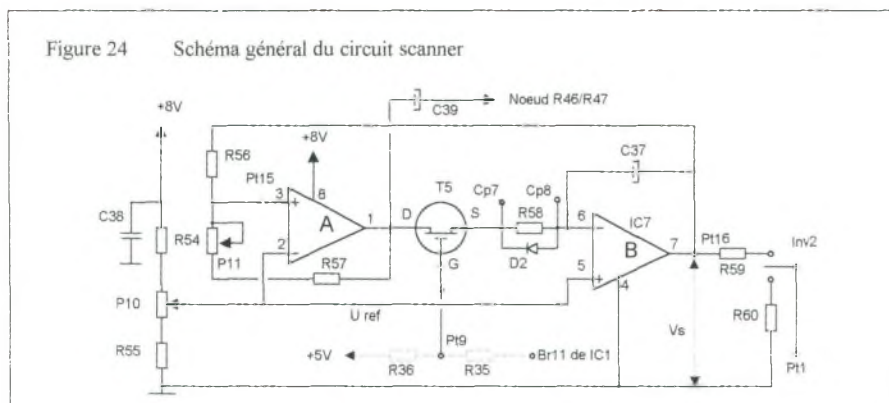 Figure 24 Schéma général du circuit scanner
+8V
C39
Noeud R46/R47
R56
+8V
C37
Pt15
T5
Cp7
Cp8
C38
3
+
8
A
1
D
S
R58
6
-
IC7
R54
P11
2
-
G
D2
B
7
Pt16
Inv2
R57
5
+
4
R59
P10
U ref
Vs
R60
R55
Pt9
+5V
R36
R35
Br11 de IC1
Pt1